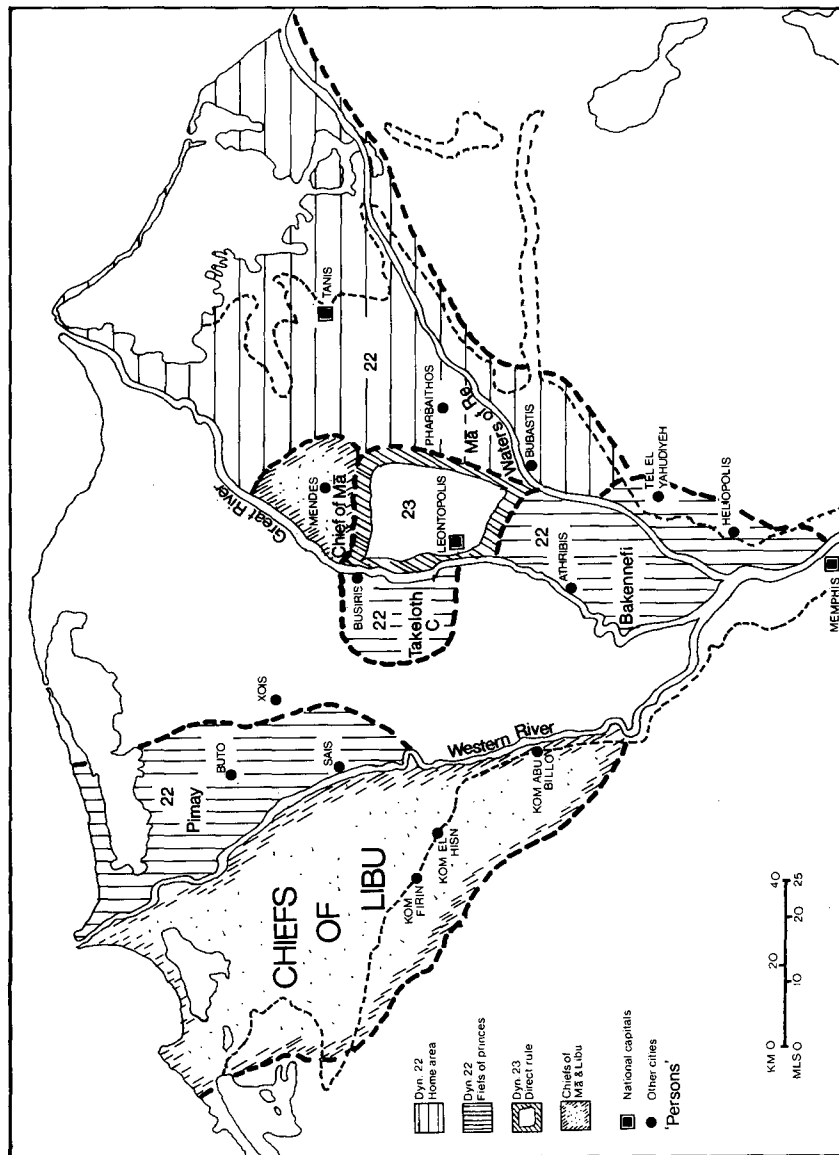 TANIS
22
PHARBAITHOS
Waters of Re
Mā
BUBASTIS
TEL EL
YAHUDIYEH
HELIOPOLIS
Great River
MENDES
Chief of Mā
23
LEONTOPOLIS
22
ATHRIBIS
Bakennefi
MEMPHIS
BUSIRIS
22
Takeloth
C
XOIS
Western River
22
Pimay
BUTO
SAIS
KOM ABU
BILLO
KOM EL
HISN
KOM
FIRIN
CHIEFS
OF
LIBU
Dyn. 22
Home area
Dyn. 22
Fiefs of princes
Dyn. 23
Direct rule
Chiefs of
Mā & Libu
National capitals
Other cities
'Persons'
KM 0 20 40
MLS 0 10 20 25